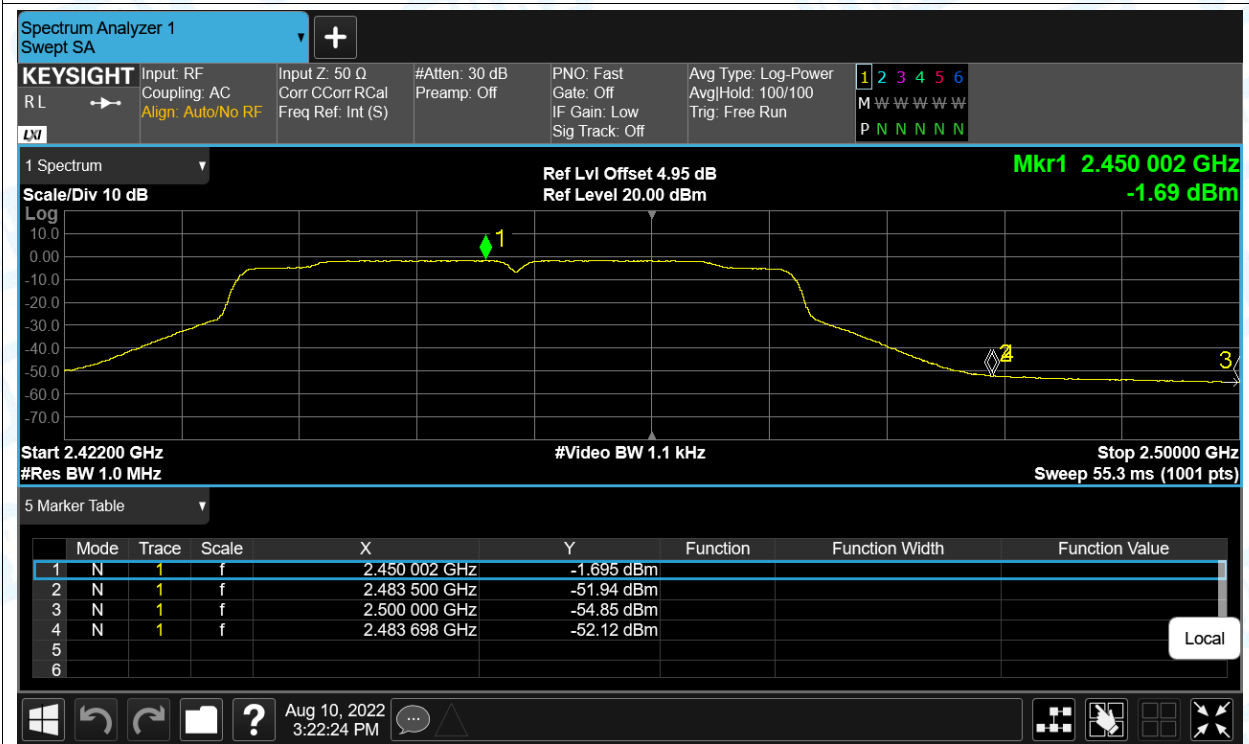 Spectrum Analyzer 1
Swept SA
+
KEYSIGHT
R L
LXI
Input: RF
Coupling: AC
Align: Auto/No RF
Input Z: 50 Ω
Corr CCorr RCal
Freq Ref: Int (S)
#Atten: 30 dB
Preamp: Off
PNO: Fast
Gate: Off
IF Gain: Low
Sig Track: Off
Avg Type: Log-Power
Avg|Hold: 100/100
Trig: Free Run
1 2 3 4 5 6
M W W W W W
P N N N N N
1 Spectrum
Scale/Div 10 dB
Ref Lvl Offset 4.95 dB
Ref Level 20.00 dBm
Mkr1 2.450 002 GHz
-1.69 dBm
Log
10.0
0.00
-10.0
-20.0
-30.0
-40.0
-50.0
-60.0
-70.0
1
4
3
Start 2.42200 GHz
#Video BW 1.1 kHz
Stop 2.50000 GHz
#Res BW 1.0 MHz
Sweep 55.3 ms (1001 pts)
5 Marker Table
Mode Trace Scale X Y Function Function Width Function Value
1 N 1 f 2.450 002 GHz -1.695 dBm
2 N 1 f 2.483 500 GHz -51.94 dBm
3 N 1 f 2.500 000 GHz -54.85 dBm
4 N 1 f 2.483 698 GHz -52.12 dBm
5
6
Local
?
Aug 10, 2022
3:22:24 PM